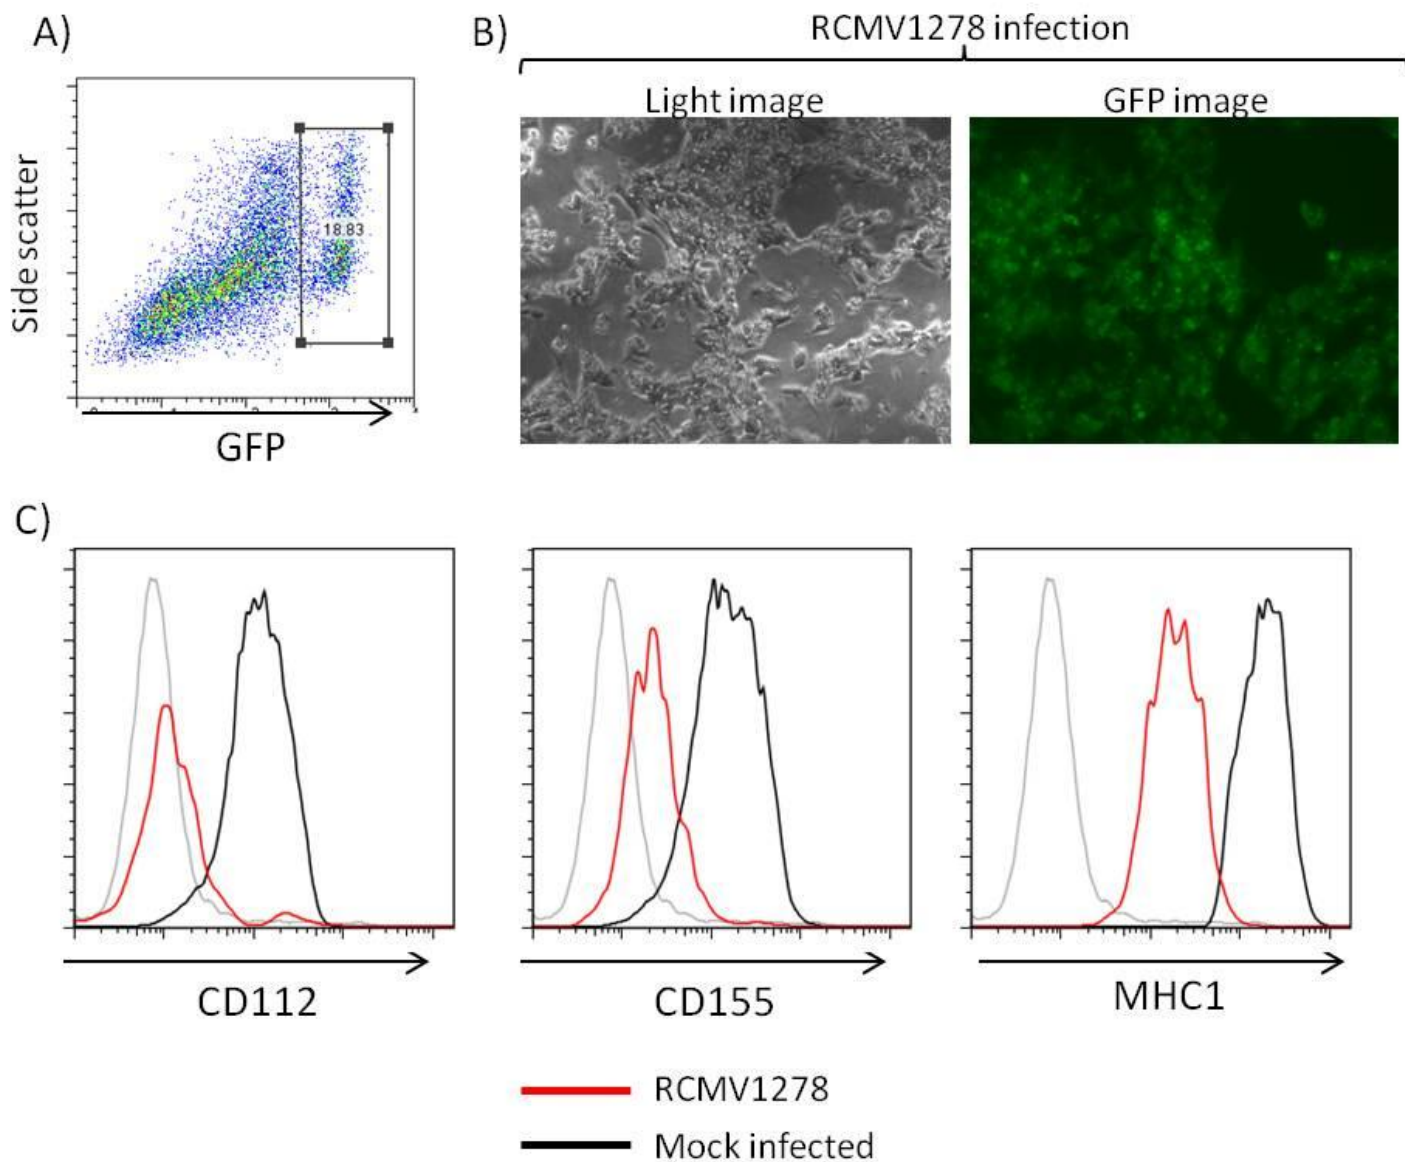 A)
B)
RCMV1278 infection
Light image
GFP image
Side scatter
18.83
GFP
C)
CD112
CD155
MHC1
RCMV1278
Mock infected